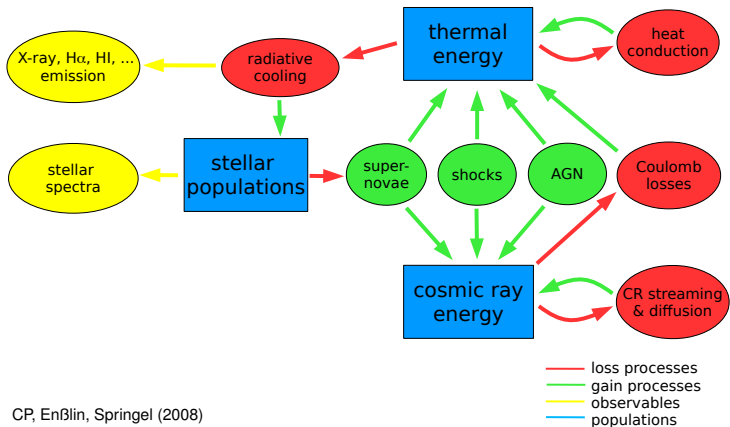 X-ray, Hα, HI, ...
emission
radiative
cooling
thermal
energy
heat
conduction
stellar
spectra
stellar
populations
super-
novae
shocks
AGN
Coulomb
losses
cosmic ray
energy
CR streaming
& diffusion
loss processes
gain processes
observables
populations
CP, Enßlin, Springel (2008)